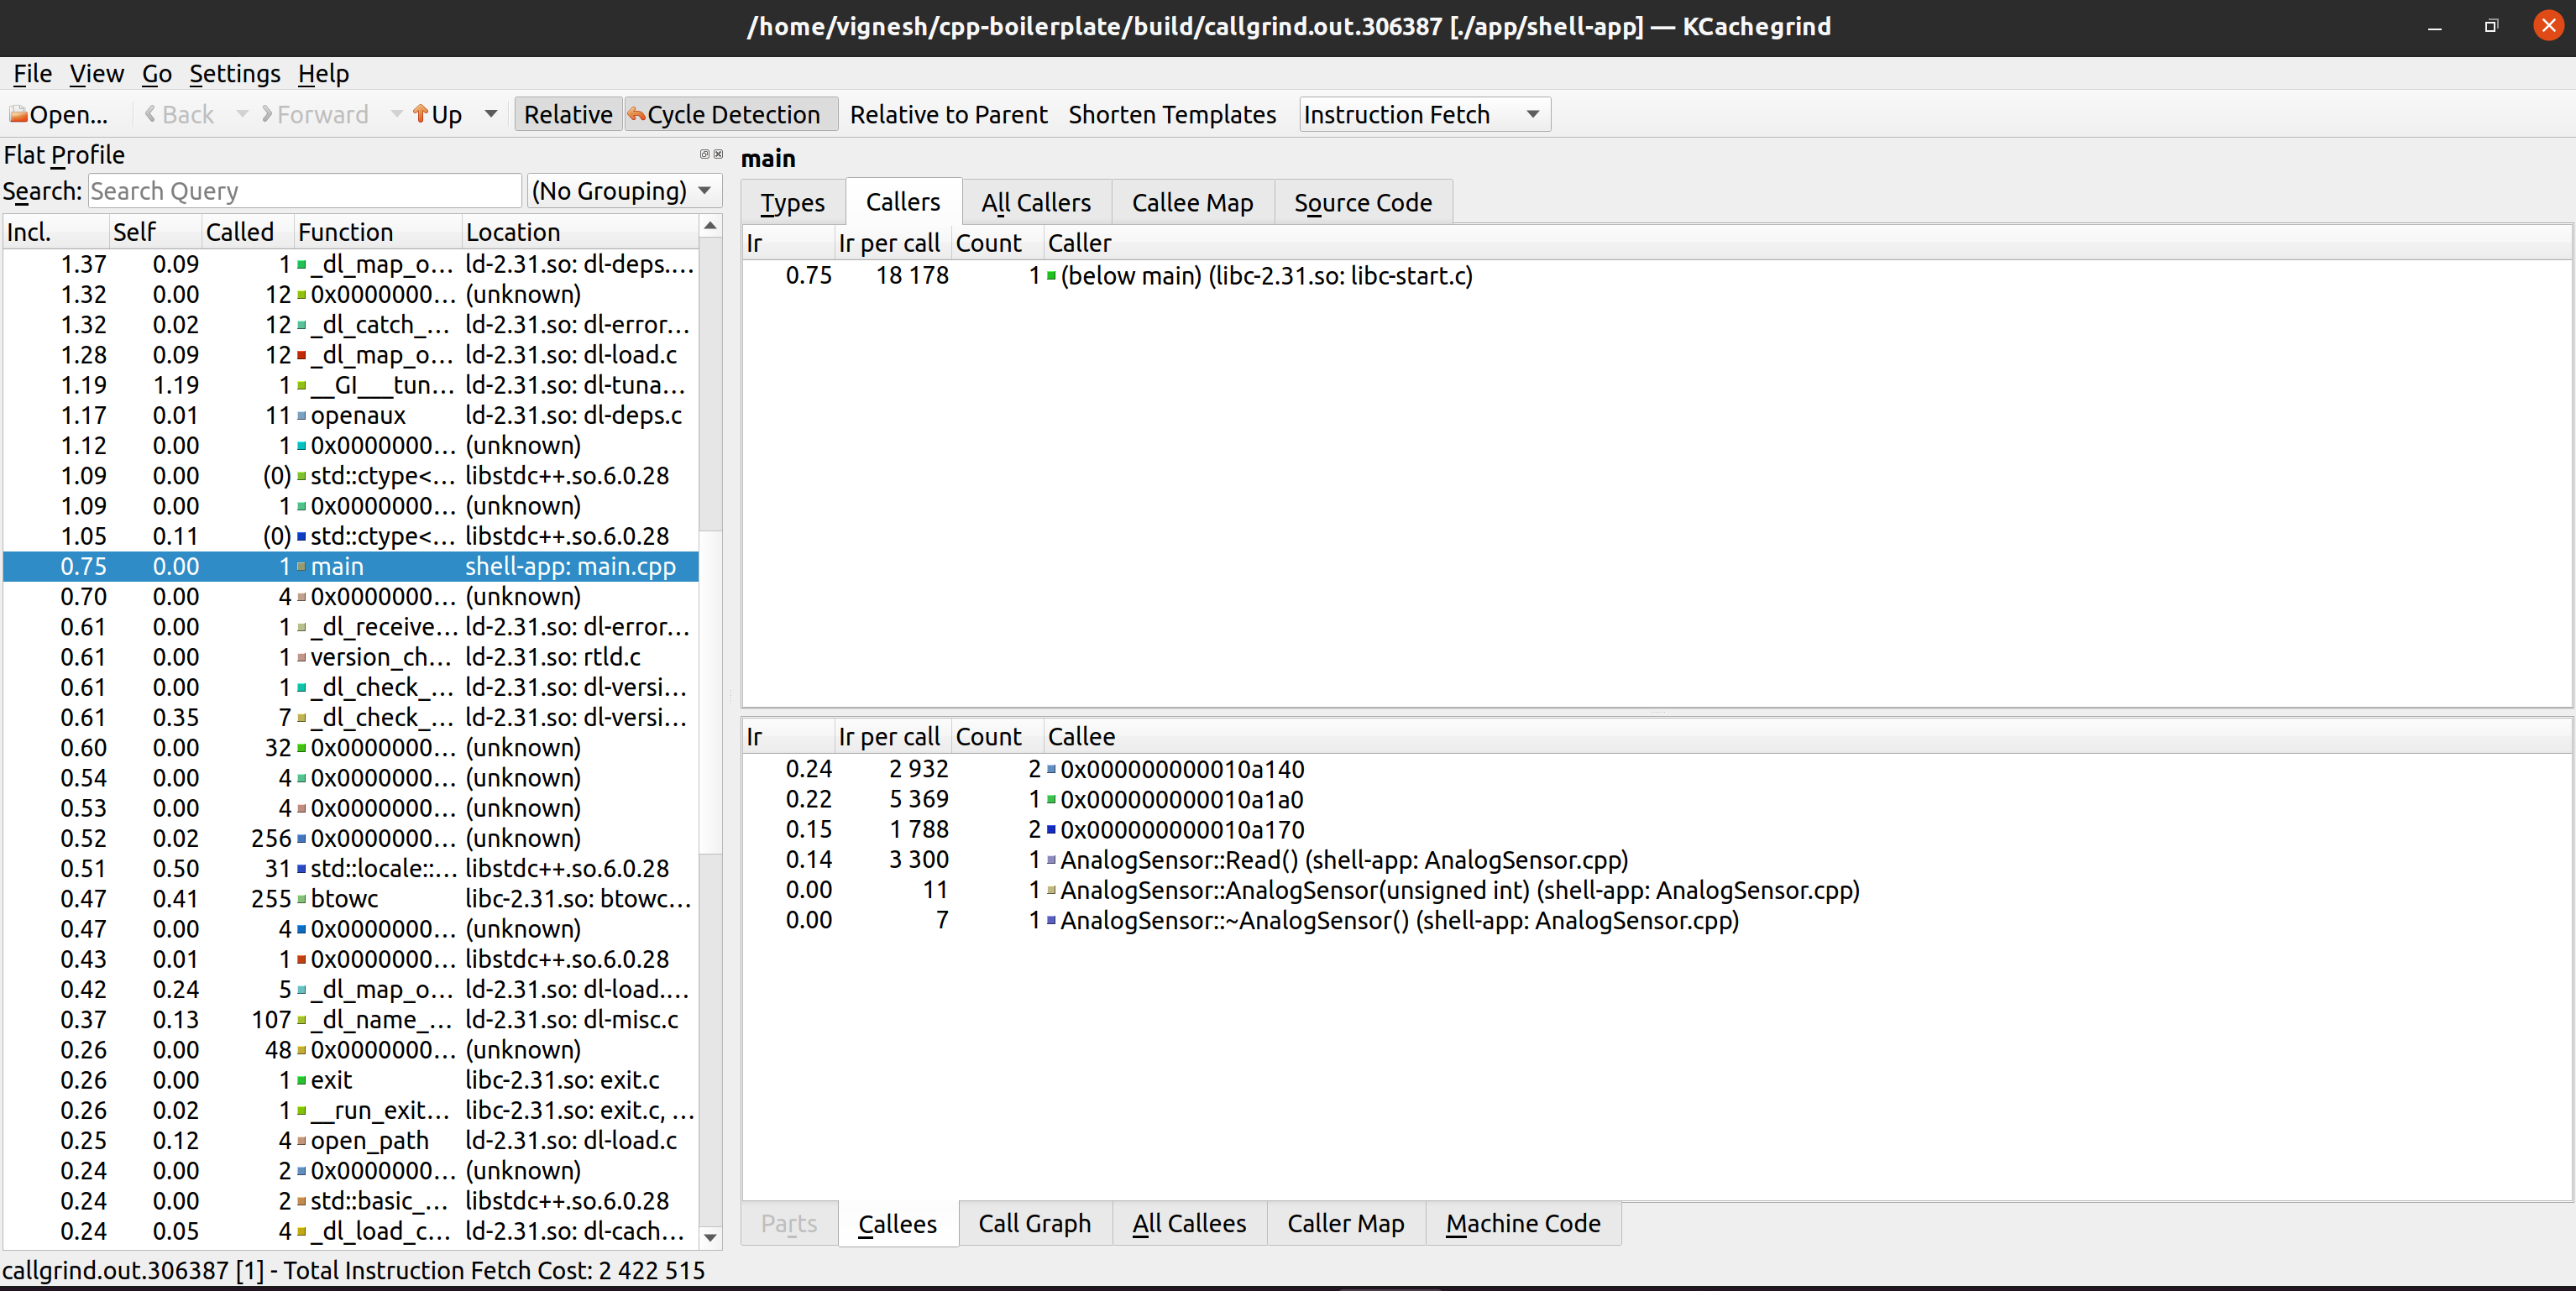 /home/vignesh/cpp-boilerplate/build/callgrind.out.306387 [./app/shell-app] — KCachegrind
File View Go Settings Help
Open... Back Forward Up Relative Cycle Detection Relative to Parent Shorten Templates Instruction Fetch
Flat Profile
Search: Search Query (No Grouping)
Incl. Self Called Function Location
1.37 0.09 1 _dl_map_o... ld-2.31.so: dl-deps....
1.32 0.00 12 0x0000000... (unknown)
1.32 0.02 12 _dl_catch_... ld-2.31.so: dl-error...
1.28 0.09 12 _dl_map_o... ld-2.31.so: dl-load.c
1.19 1.19 1 __GI___tun... ld-2.31.so: dl-tuna...
1.17 0.01 11 openaux ld-2.31.so: dl-deps.c
1.12 0.00 1 0x0000000... (unknown)
1.09 0.00 (0) std::ctype<... libstdc++.so.6.0.28
1.09 0.00 1 0x0000000... (unknown)
1.05 0.11 (0) std::ctype<... libstdc++.so.6.0.28
0.75 0.00 1 main shell-app: main.cpp
0.70 0.00 4 0x0000000... (unknown)
0.61 0.00 1 _dl_receive... ld-2.31.so: dl-error...
0.61 0.00 1 version_ch... ld-2.31.so: rtld.c
0.61 0.00 1 _dl_check_... ld-2.31.so: dl-versi...
0.61 0.35 7 _dl_check_... ld-2.31.so: dl-versi...
0.60 0.00 32 0x0000000... (unknown)
0.54 0.00 4 0x0000000... (unknown)
0.53 0.00 4 0x0000000... (unknown)
0.52 0.02 256 0x0000000... (unknown)
0.51 0.50 31 std::locale::... libstdc++.so.6.0.28
0.47 0.41 255 btowc libc-2.31.so: btowc...
0.47 0.00 4 0x0000000... (unknown)
0.43 0.01 1 0x0000000... libstdc++.so.6.0.28
0.42 0.24 5 _dl_map_o... ld-2.31.so: dl-load....
0.37 0.13 107 _dl_name_... ld-2.31.so: dl-misc.c
0.26 0.00 48 0x0000000... (unknown)
0.26 0.00 1 exit libc-2.31.so: exit.c
0.26 0.02 1 __run_exit... libc-2.31.so: exit.c, ...
0.25 0.12 4 open_path ld-2.31.so: dl-load.c
0.24 0.00 2 0x0000000... (unknown)
0.24 0.00 2 std::basic_... libstdc++.so.6.0.28
0.24 0.05 4 _dl_load_c... ld-2.31.so: dl-cach...
main
Types Callers All Callers Callee Map Source Code
Ir Ir per call Count Caller
0.75 18 178 1 (below main) (libc-2.31.so: libc-start.c)
Ir Ir per call Count Callee
0.24 2 932 2 0x000000000010a140
0.22 5 369 1 0x000000000010a1a0
0.15 1 788 2 0x000000000010a170
0.14 3 300 1 AnalogSensor::Read() (shell-app: AnalogSensor.cpp)
0.00 11 1 AnalogSensor::AnalogSensor(unsigned int) (shell-app: AnalogSensor.cpp)
0.00 7 1 AnalogSensor::~AnalogSensor() (shell-app: AnalogSensor.cpp)
Parts Callees Call Graph All Callees Caller Map Machine Code
callgrind.out.306387 [1] - Total Instruction Fetch Cost: 2 422 515